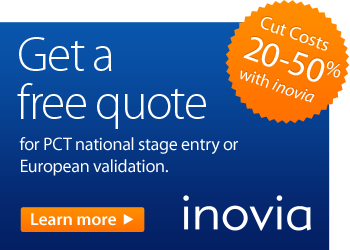 Get a
free quote
for PCT national stage entry or
European validation.
Learn more
Cut Costs
20-50%
with inovia
inovia